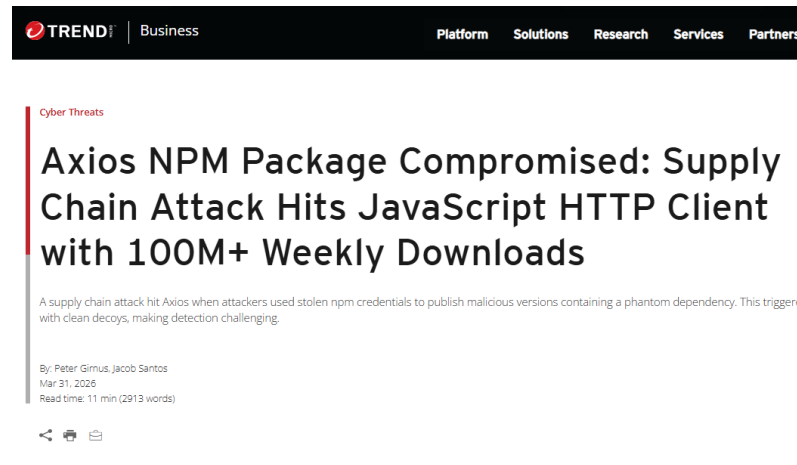 TREND MICRO Business Platform Solutions Research Services Partners
Cyber Threats
Axios NPM Package Compromised: Supply
Chain Attack Hits JavaScript HTTP Client
with 100M+ Weekly Downloads
A supply chain attack hit Axios when attackers used stolen npm credentials to publish malicious versions containing a phantom dependency. This triggere
with clean decoys, making detection challenging.
By: Peter Girnus, Jacob Santos
Mar 31, 2026
Read time: 11 min (2913 words)